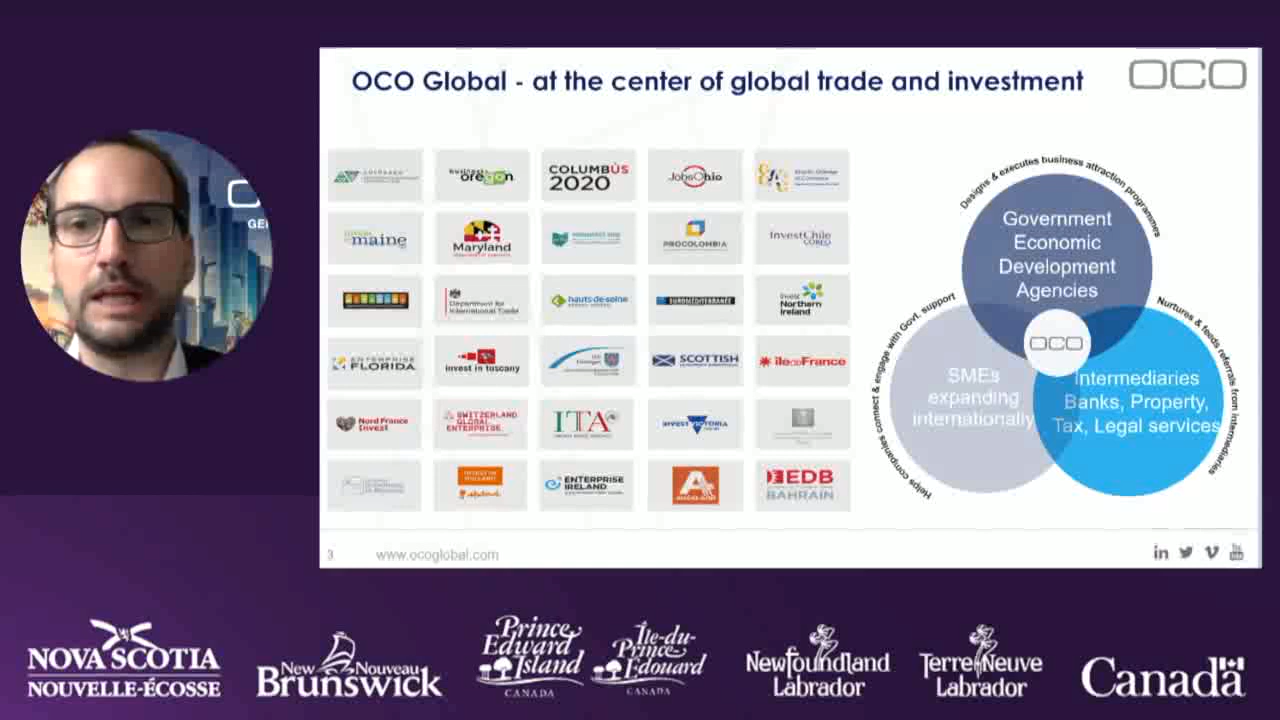 OCO Global - at the center of global trade and investment
OCO
business
oregon
COLUMBUS
2020
JobsOhio
maine
Maryland
PROCOLOMBIA
InvestChile
Department for
International Trade
hauts-de-seine
EUROMÉDITERRANÉE
Invest
Northern
Ireland
ENTERPRISE
FLORIDA
invest in tuscany
SCOTTISH
îledeFrance
Nord France
Invest
SWITZERLAND
GLOBAL
ENTERPRISE
ITA
INVEST VICTORIA
ENTERPRISE
IRELAND
A
EDB
BAHRAIN
Designs & executes business attraction programmes
Government
Economic
Development
Agencies
Helps companies connect & engage with Govt. support
Nurtures & feeds referrals from intermediaries
OCO
SMEs
expanding
internationally
Intermediaries
Banks, Property,
Tax, Legal services
3
www.ocoglobal.com
in
NOVA SCOTIA
NOUVELLE-ÉCOSSE
New Nouveau
Brunswick
Prince
Edward
Island
CANADA
Île-du-
Prince-
Édouard
CANADA
Newfoundland
Labrador
Terre-Neuve
Labrador
Canada